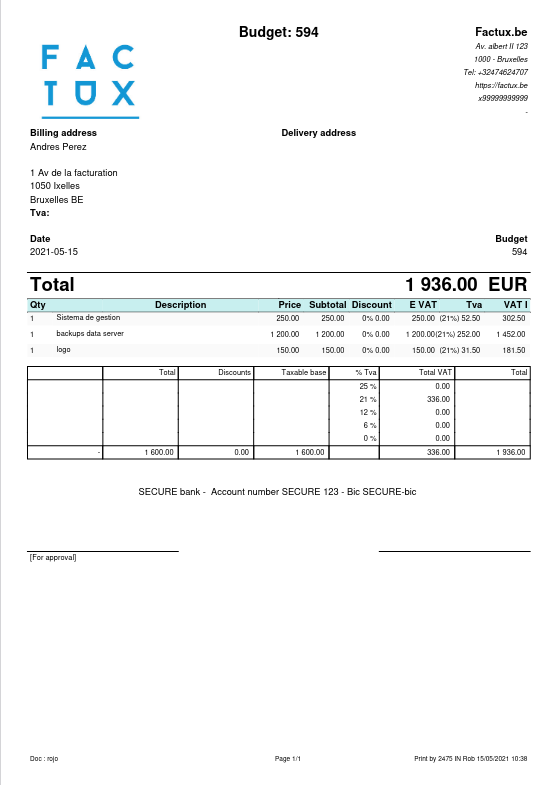 Budget: 594
Factux.be
Av. albert II 123
1000 - Bruxelles
Tel: +32474624707
https://factux.be
x99999999999
-
FAC
TUX
Billing address
Delivery address
Andres Perez
1 Av de la facturation
1050 Ixelles
Bruxelles BE
Tva:
Date Budget
2021-05-15 594
Total 1 936.00 EUR
Qty Description Price Subtotal Discount E VAT Tva VAT I
1 Sistema de gestion 250.00 250.00 0% 0.00 250.00 (21%) 52.50 302.50
1 backups data server 1 200.00 1 200.00 0% 0.00 1 200.00(21%) 252.00 1 452.00
1 logo 150.00 150.00 0% 0.00 150.00 (21%) 31.50 181.50
Total Discounts Taxable base % Tva Total VAT Total
25 % 0.00
21 % 336.00
12 % 0.00
6 % 0.00
0 % 0.00
- 1 600.00 0.00 1 600.00 336.00 1 936.00
SECURE bank - Account number SECURE 123 - Bic SECURE-bic
[For approval]
Doc : rojo Page 1/1 Print by 2475 IN Rob 15/05/2021 10:38